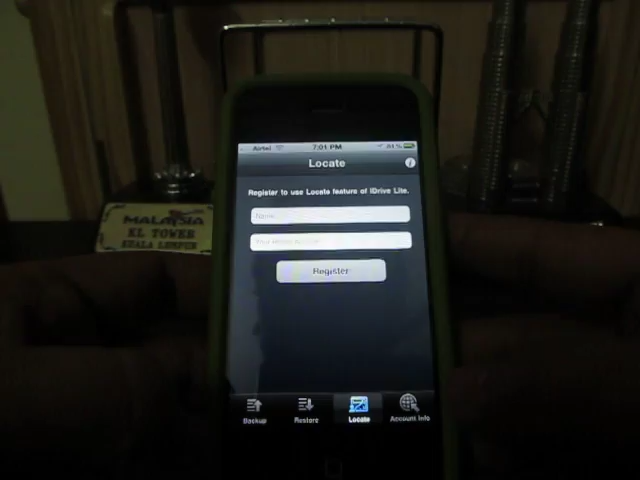 Airtel 7:01 PM
Locate
Register to use Locate feature of IDrive Lite.
Name
Register
Backup Restore Locate Account Info
MALAYSIA
KL TOWER
KUALA LUMPUR